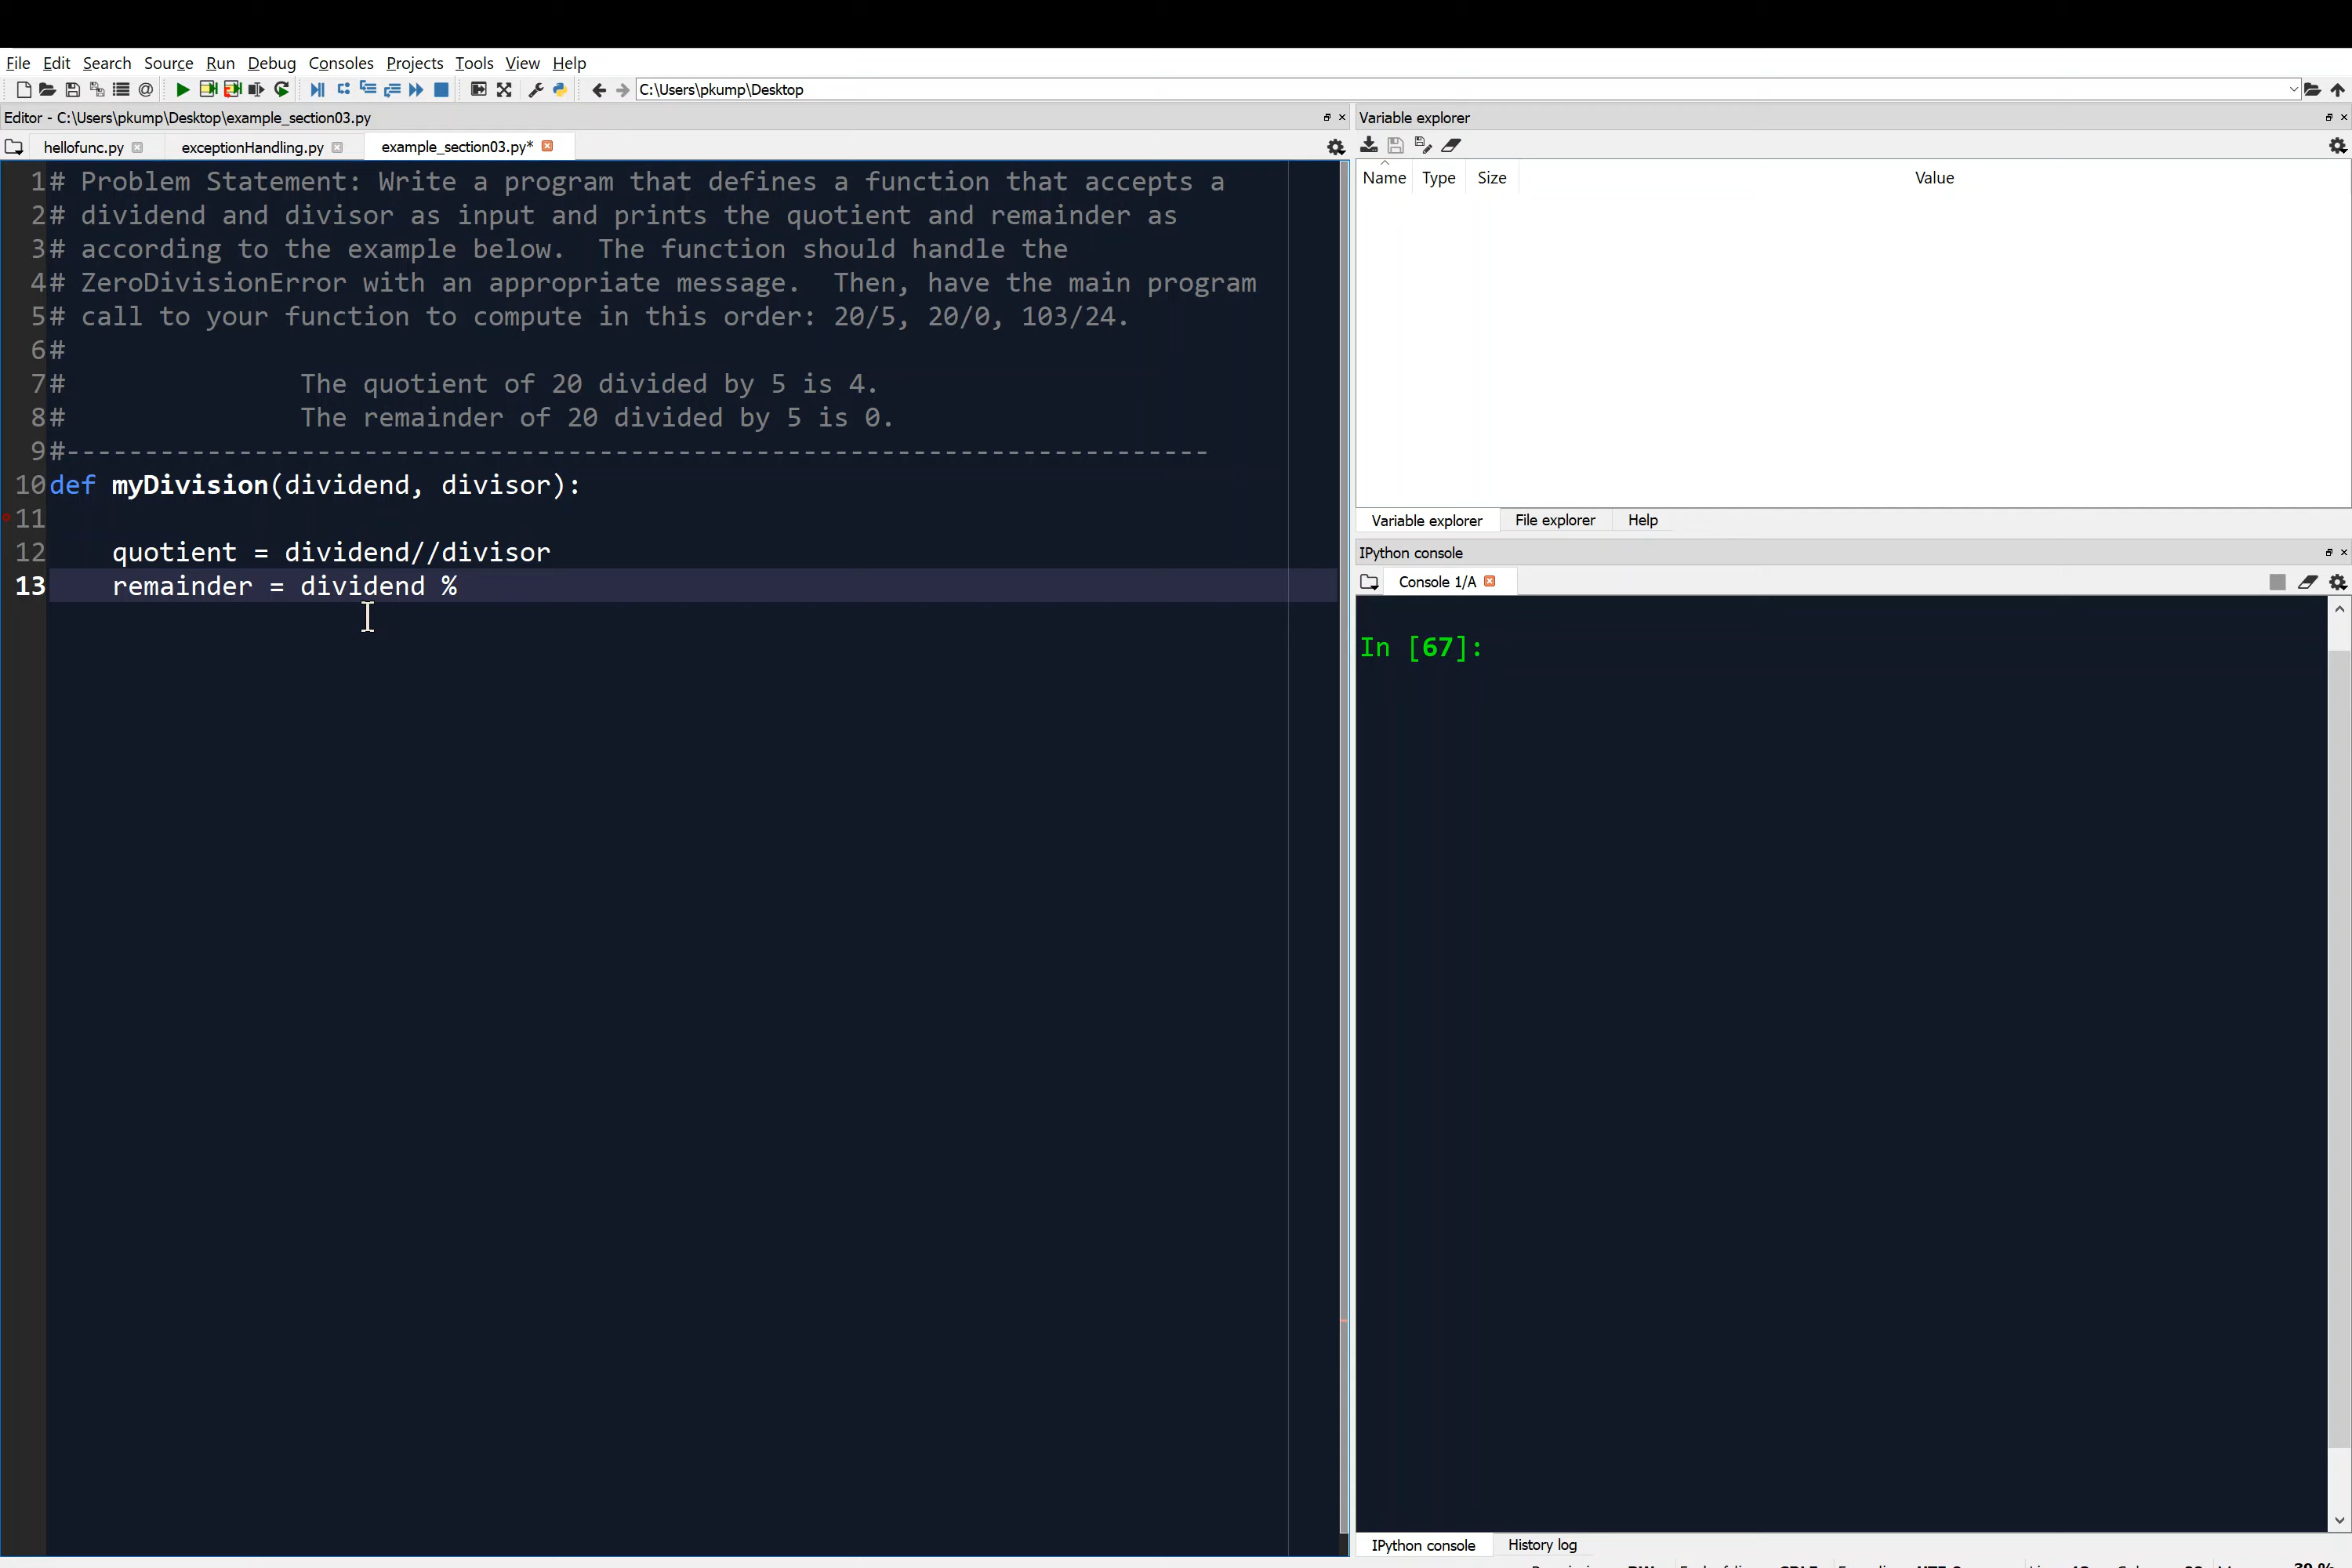 File Edit Search Source Run Debug Consoles Projects Tools View Help
C:\Users\pkump\Desktop
Editor - C:\Users\pkump\Desktop\example_section03.py
hellofunc.py exceptionHandling.py example_section03.py*
1# Problem Statement: Write a program that defines a function that accepts a
2# dividend and divisor as input and prints the quotient and remainder as
3# according to the example below.  The function should handle the
4# ZeroDivisionError with an appropriate message.  Then, have the main program
5# call to your function to compute in this order: 20/5, 20/0, 103/24.
6#
7#               The quotient of 20 divided by 5 is 4.
8#               The remainder of 20 divided by 5 is 0.
9#-------------------------------------------------------------------------
10def myDivision(dividend, divisor):
11
12    quotient = dividend//divisor
13    remainder = dividend %
Variable explorer
Name Type Size Value
Variable explorer File explorer Help
IPython console
Console 1/A
In [67]:
IPython console History log